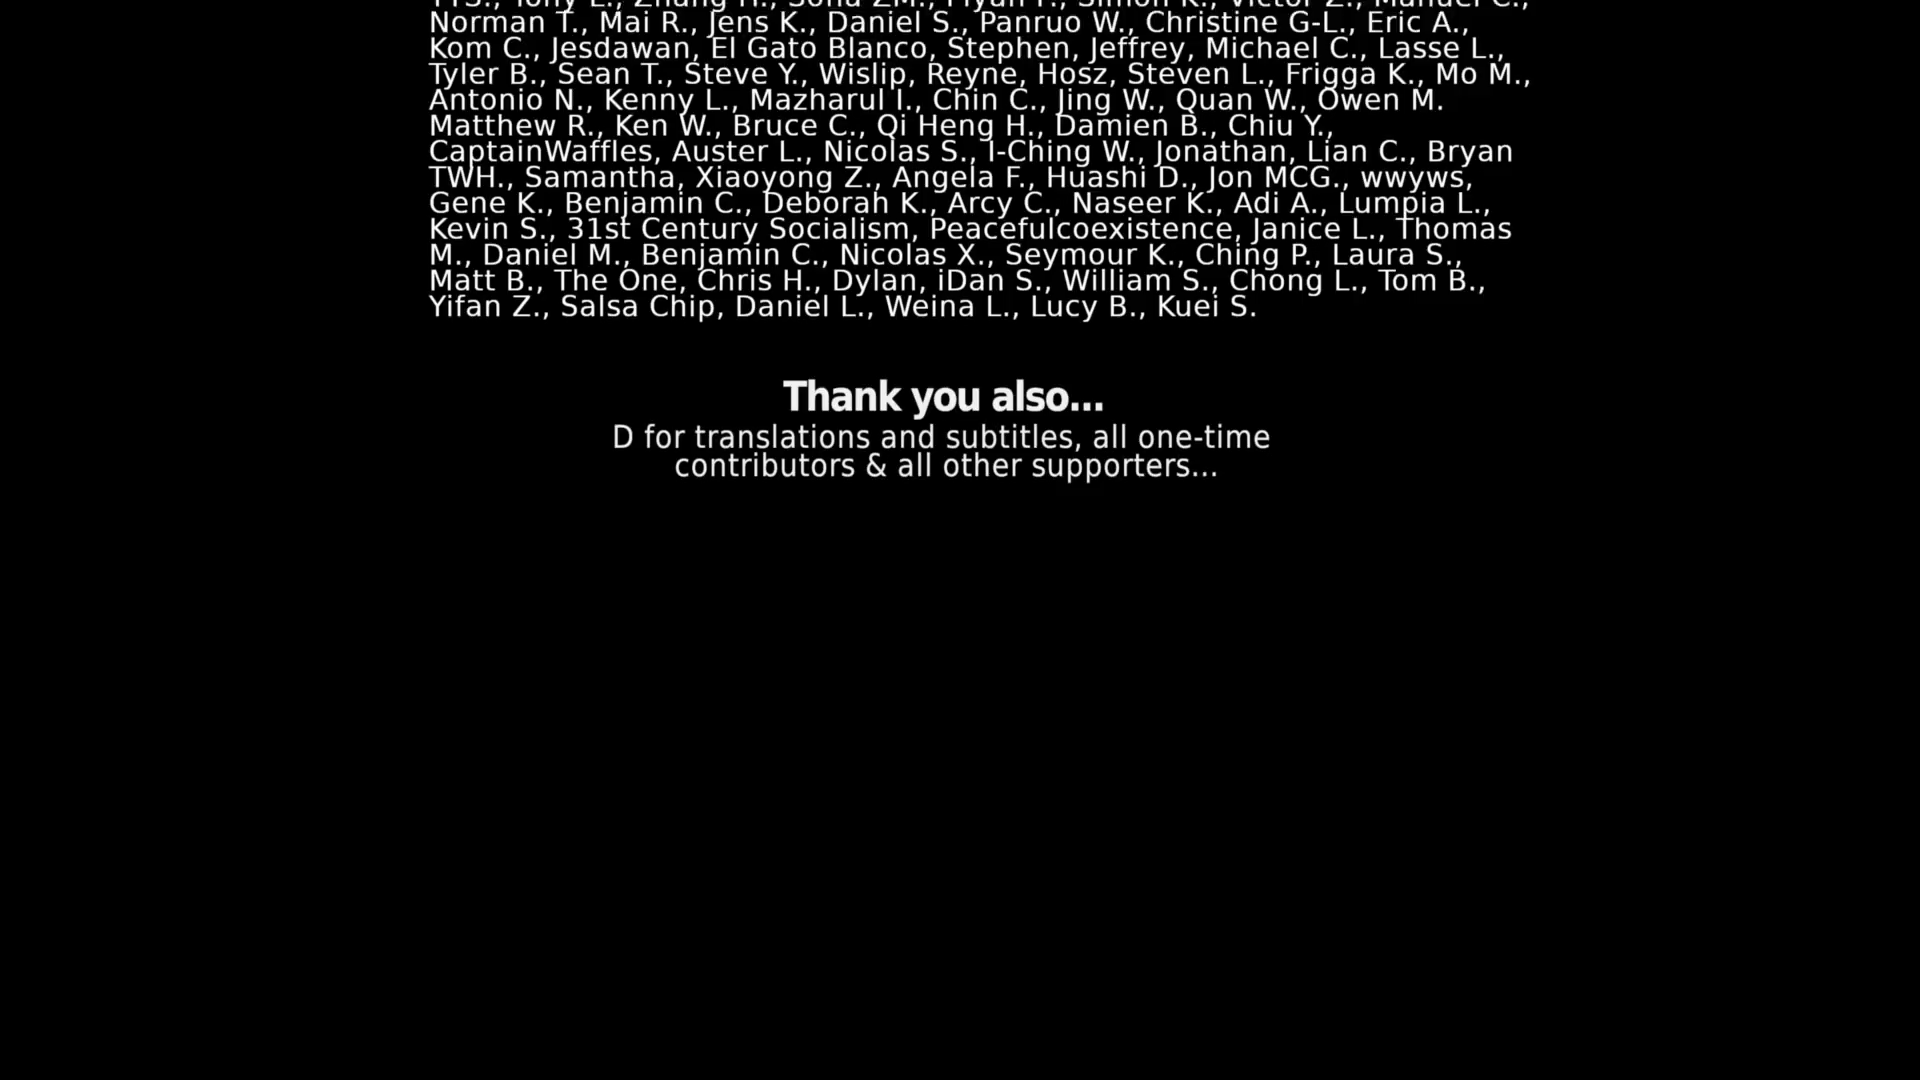 Norman T., Mai R., Jens K., Daniel S., Panruo W., Christine G-L., Eric A.,
Kom C., Jesdawan, El Gato Blanco, Stephen, Jeffrey, Michael C., Lasse L.,
Tyler B., Sean T., Steve Y., Wislip, Reyne, Hosz, Steven L., Frigga K., Mo M.,
Antonio N., Kenny L., Mazharul I., Chin C., Jing W., Quan W., Owen M.
Matthew R., Ken W., Bruce C., Qi Heng H., Damien B., Chiu Y.,
CaptainWaffles, Auster L., Nicolas S., I-Ching W., Jonathan, Lian C., Bryan
TWH., Samantha, Xiaoyong Z., Angela F., Huashi D., Jon MCG., wwyws,
Gene K., Benjamin C., Deborah K., Arcy C., Naseer K., Adi A., Lumpia L.,
Kevin S., 31st Century Socialism, Peacefulcoexistence, Janice L., Thomas
M., Daniel M., Benjamin C., Nicolas X., Seymour K., Ching P., Laura S.,
Matt B., The One, Chris H., Dylan, iDan S., William S., Chong L., Tom B.,
Yifan Z., Salsa Chip, Daniel L., Weina L., Lucy B., Kuei S.
Thank you also...
D for translations and subtitles, all one-time
contributors & all other supporters...